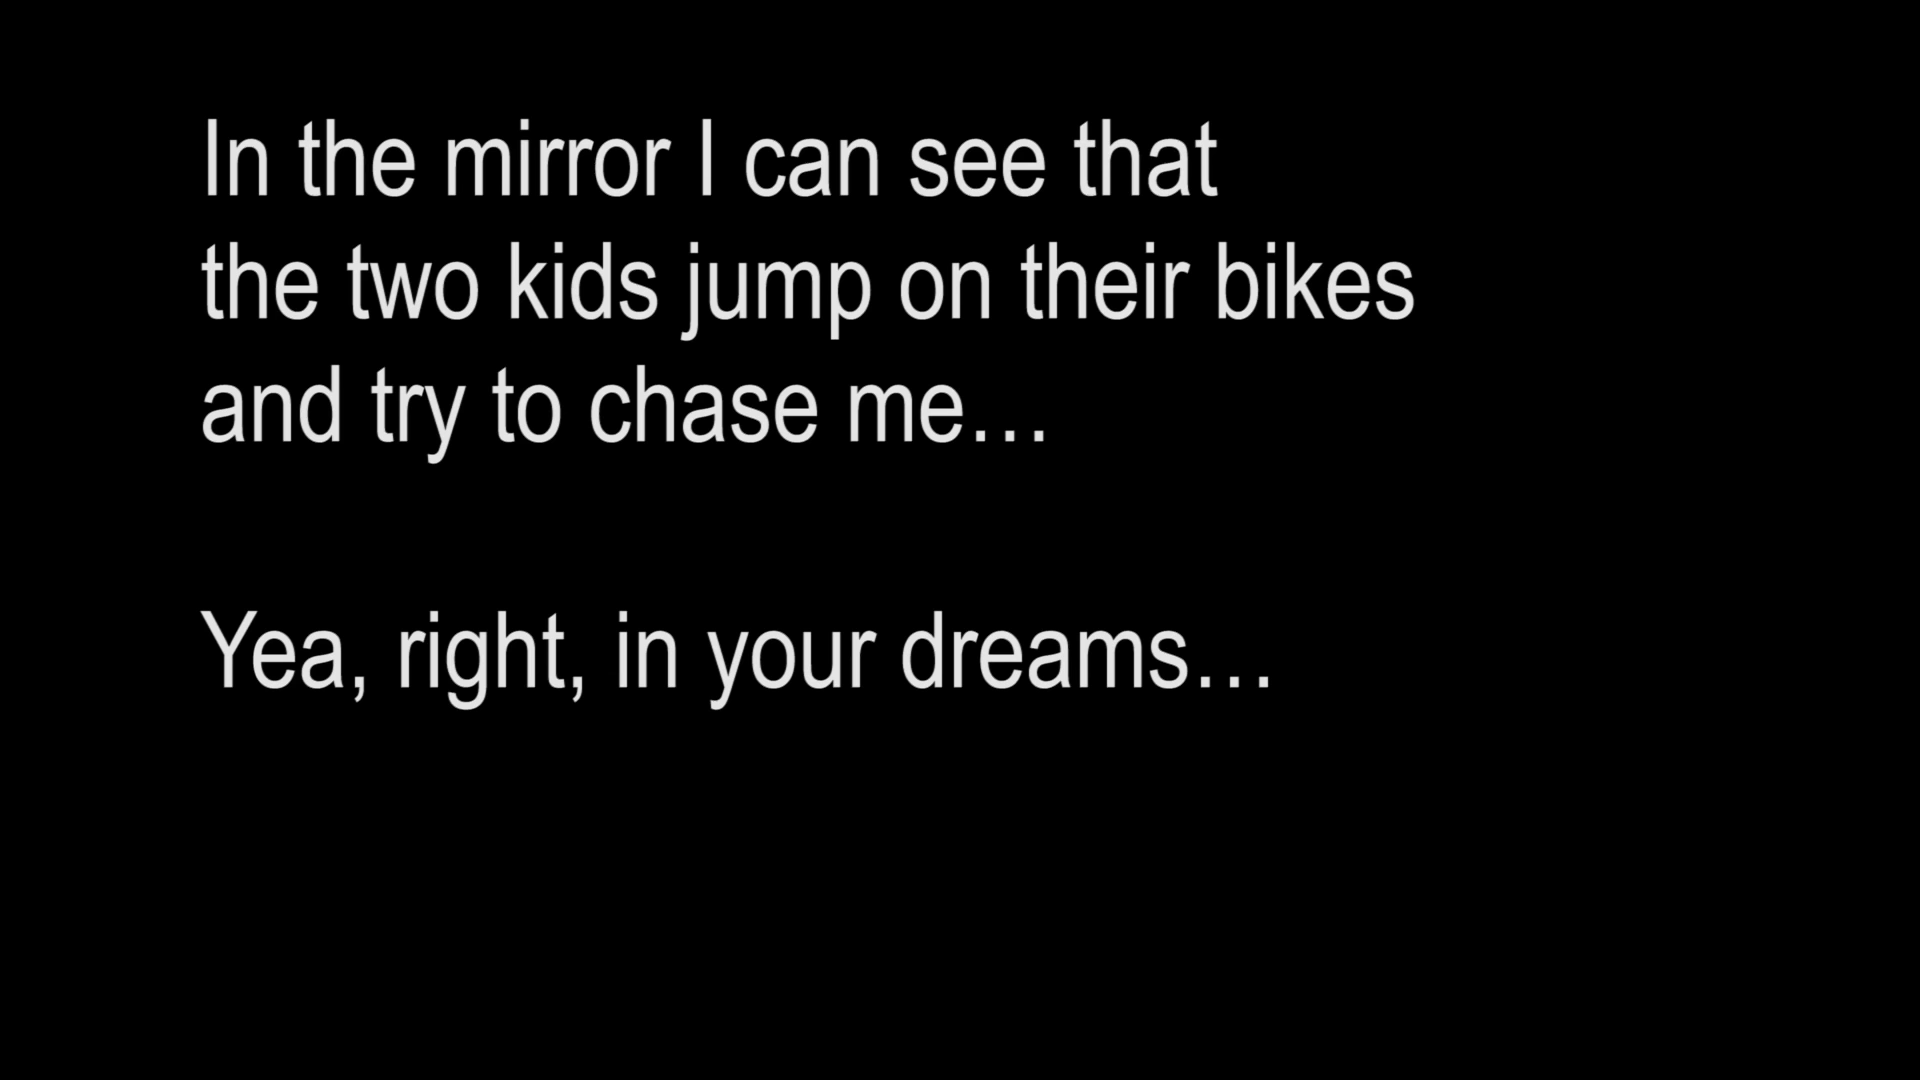 In the mirror I can see that
the two kids jump on their bikes
and try to chase me…
Yea, right, in your dreams…